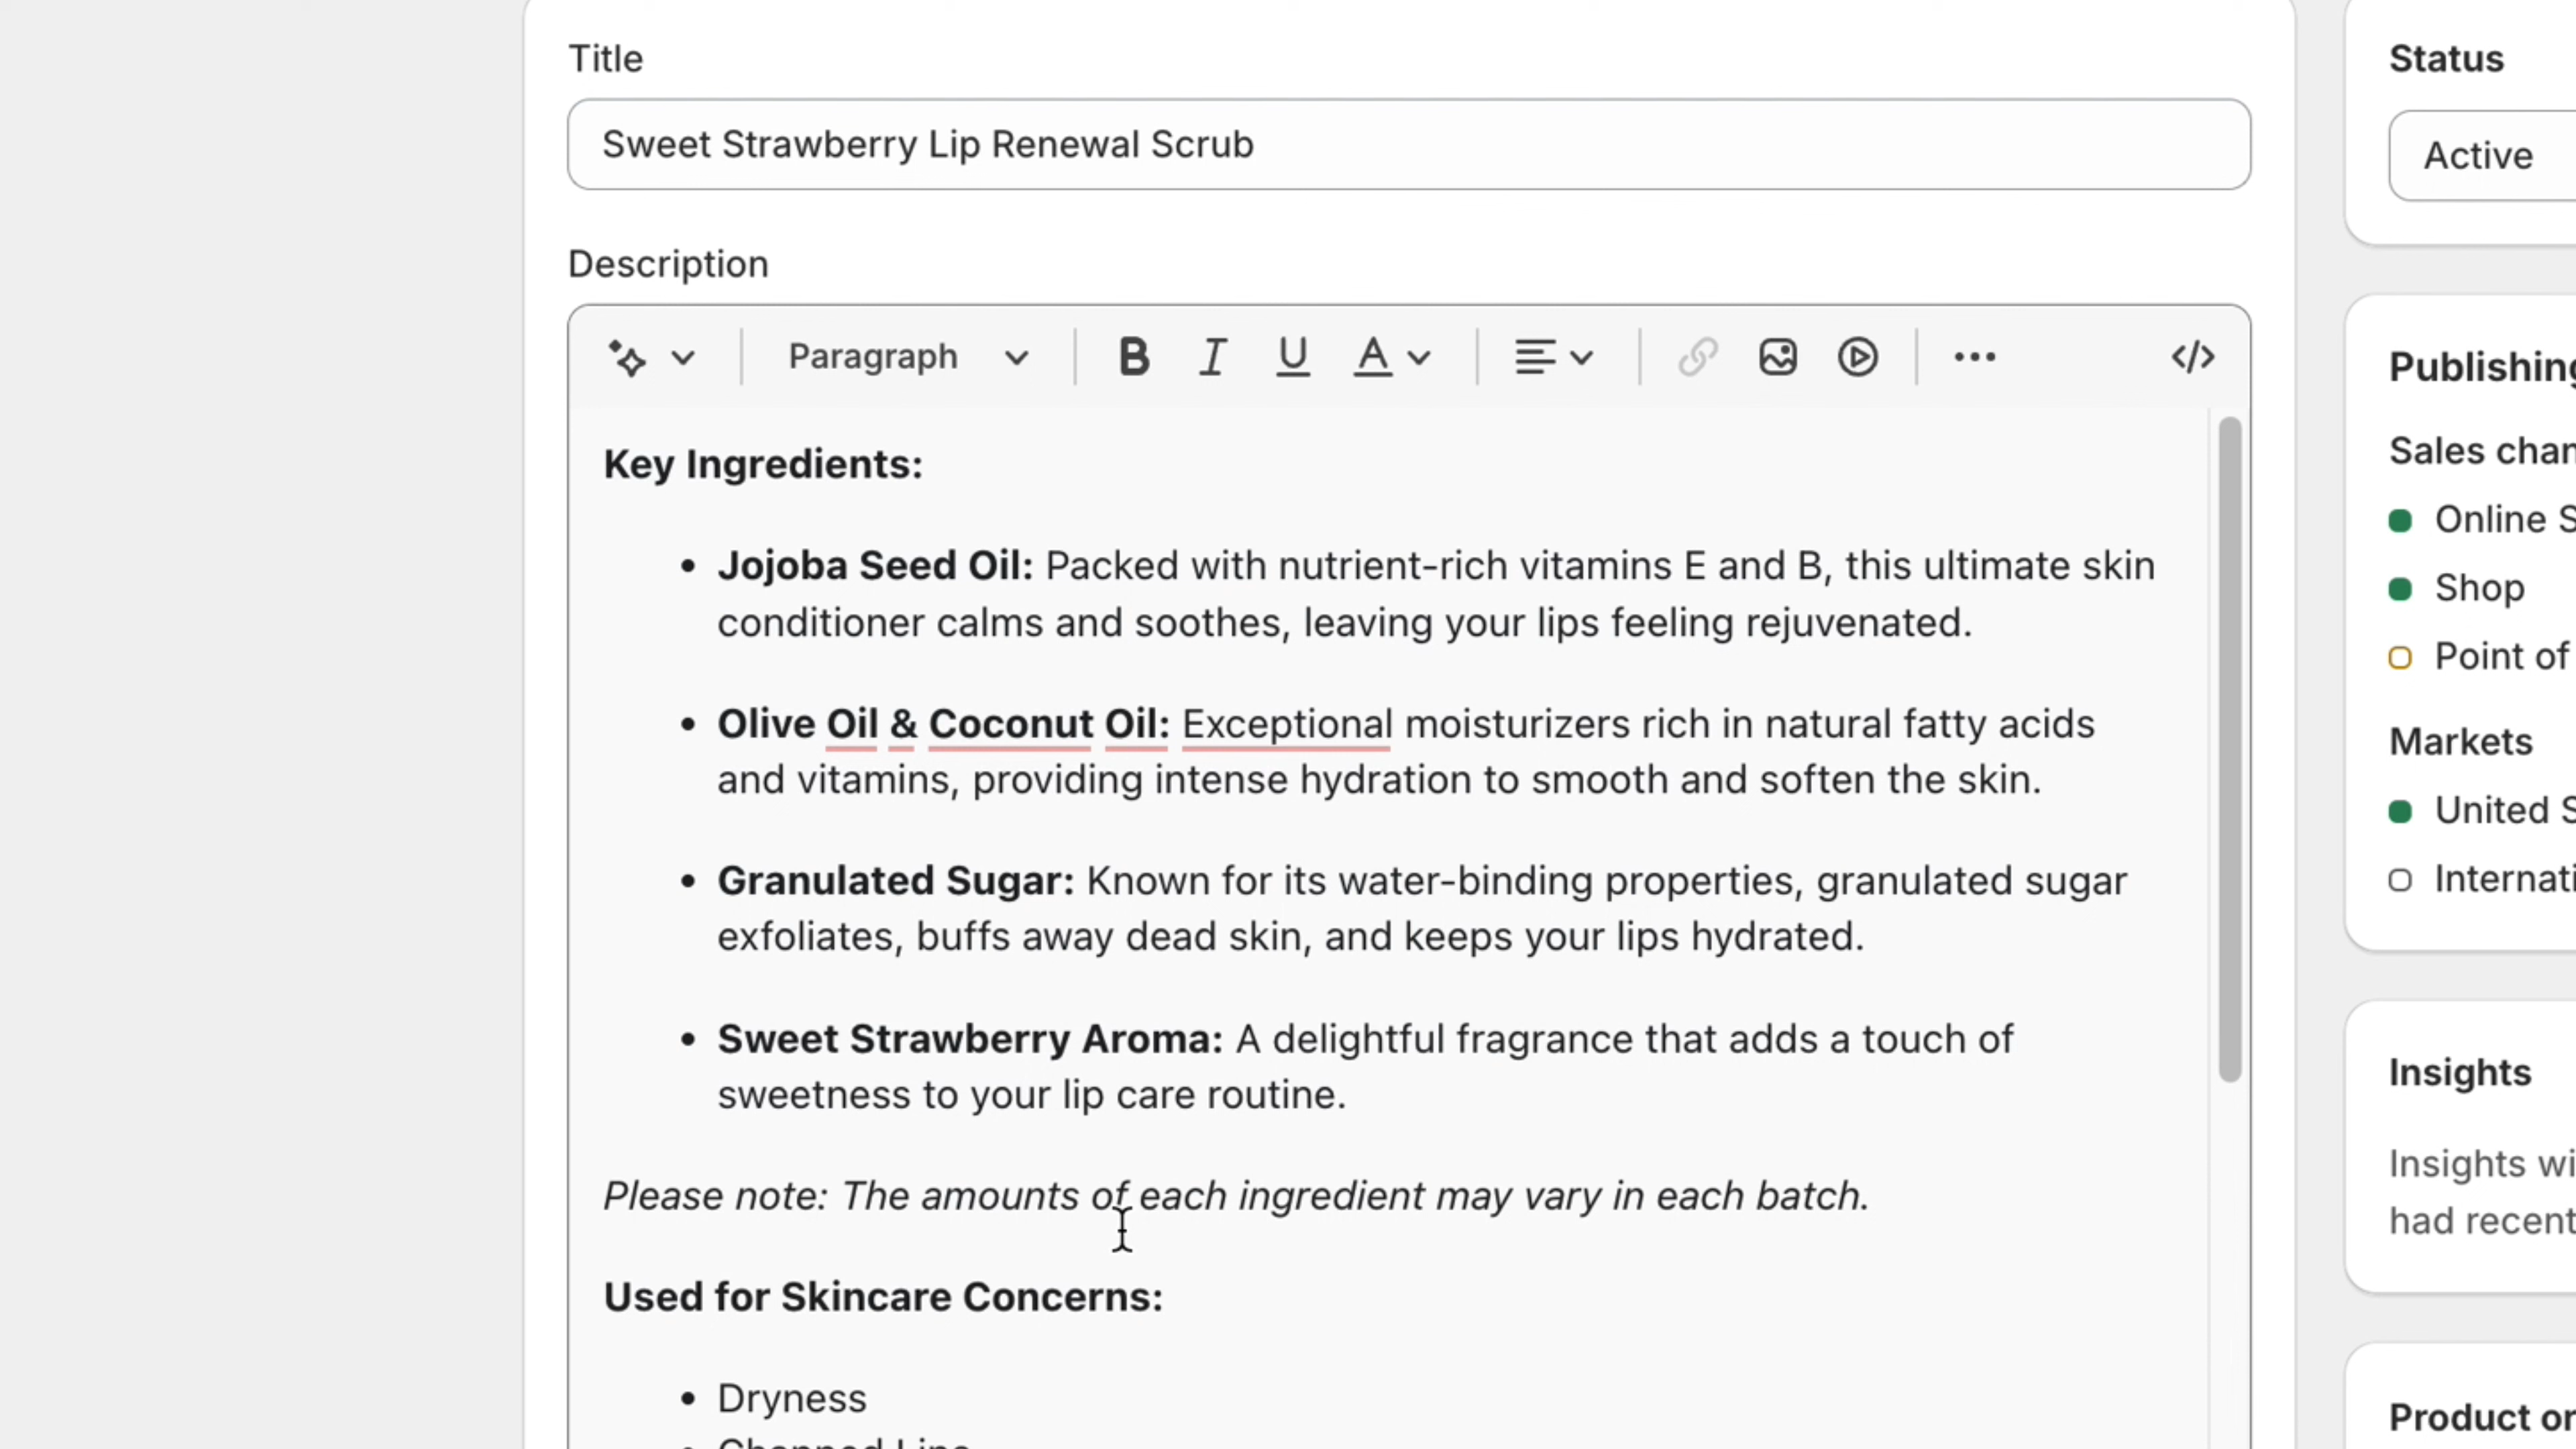 Title
Sweet Strawberry Lip Renewal Scrub
Description
Paragraph
B I U A
Key Ingredients:
Jojoba Seed Oil: Packed with nutrient-rich vitamins E and B, this ultimate skin
conditioner calms and soothes, leaving your lips feeling rejuvenated.
Olive Oil & Coconut Oil: Exceptional moisturizers rich in natural fatty acids
and vitamins, providing intense hydration to smooth and soften the skin.
Granulated Sugar: Known for its water-binding properties, granulated sugar
exfoliates, buffs away dead skin, and keeps your lips hydrated.
Sweet Strawberry Aroma: A delightful fragrance that adds a touch of
sweetness to your lip care routine.
Please note: The amounts of each ingredient may vary in each batch.
Used for Skincare Concerns:
Dryness
Status
Active
Publishing
Sales chan
Online S
Shop
Point of
Markets
United S
Internati
Insights
Insights wi
had recent
Product or